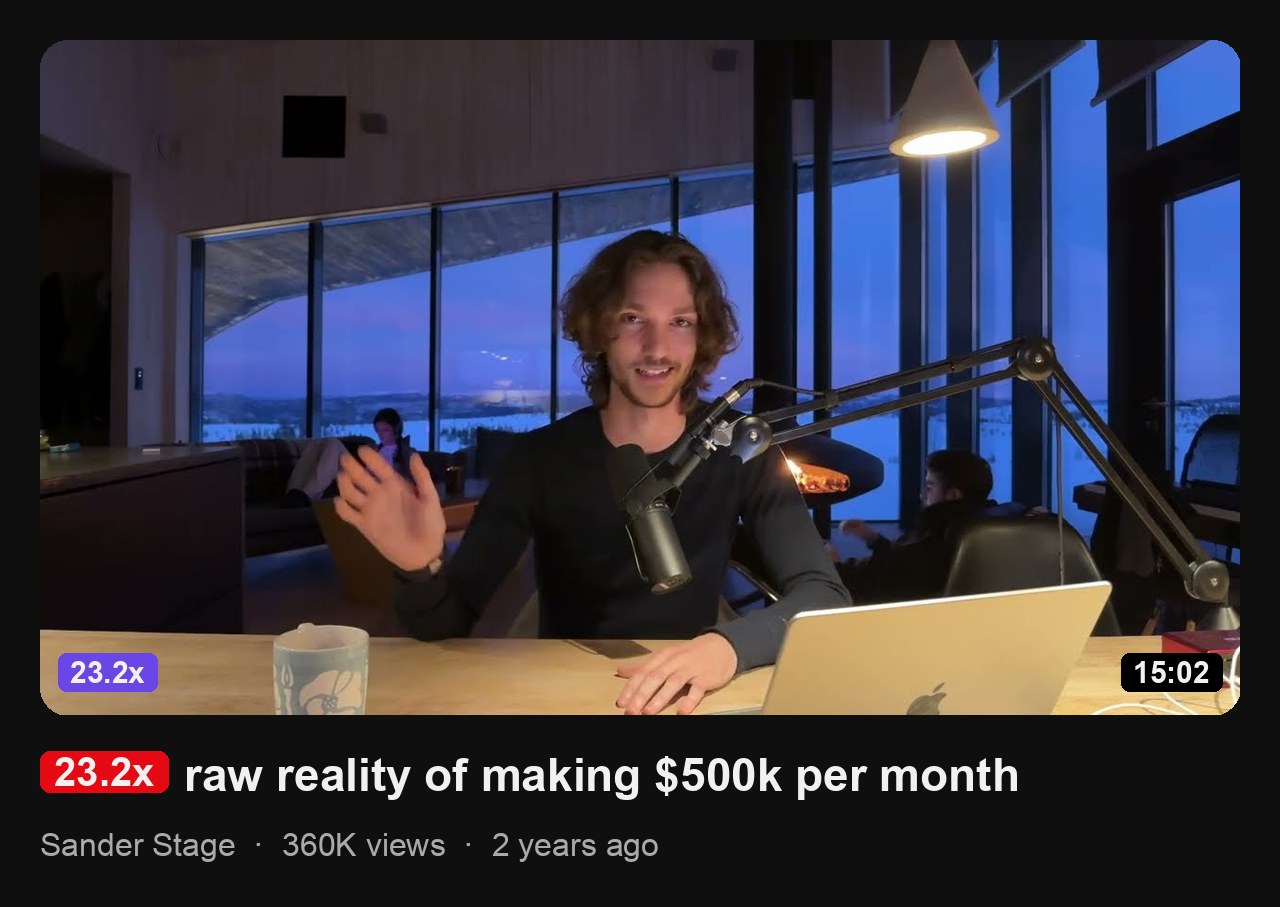 23.2x
15:02
23.2x raw reality of making $500k per month
Sander Stage · 360K views · 2 years ago